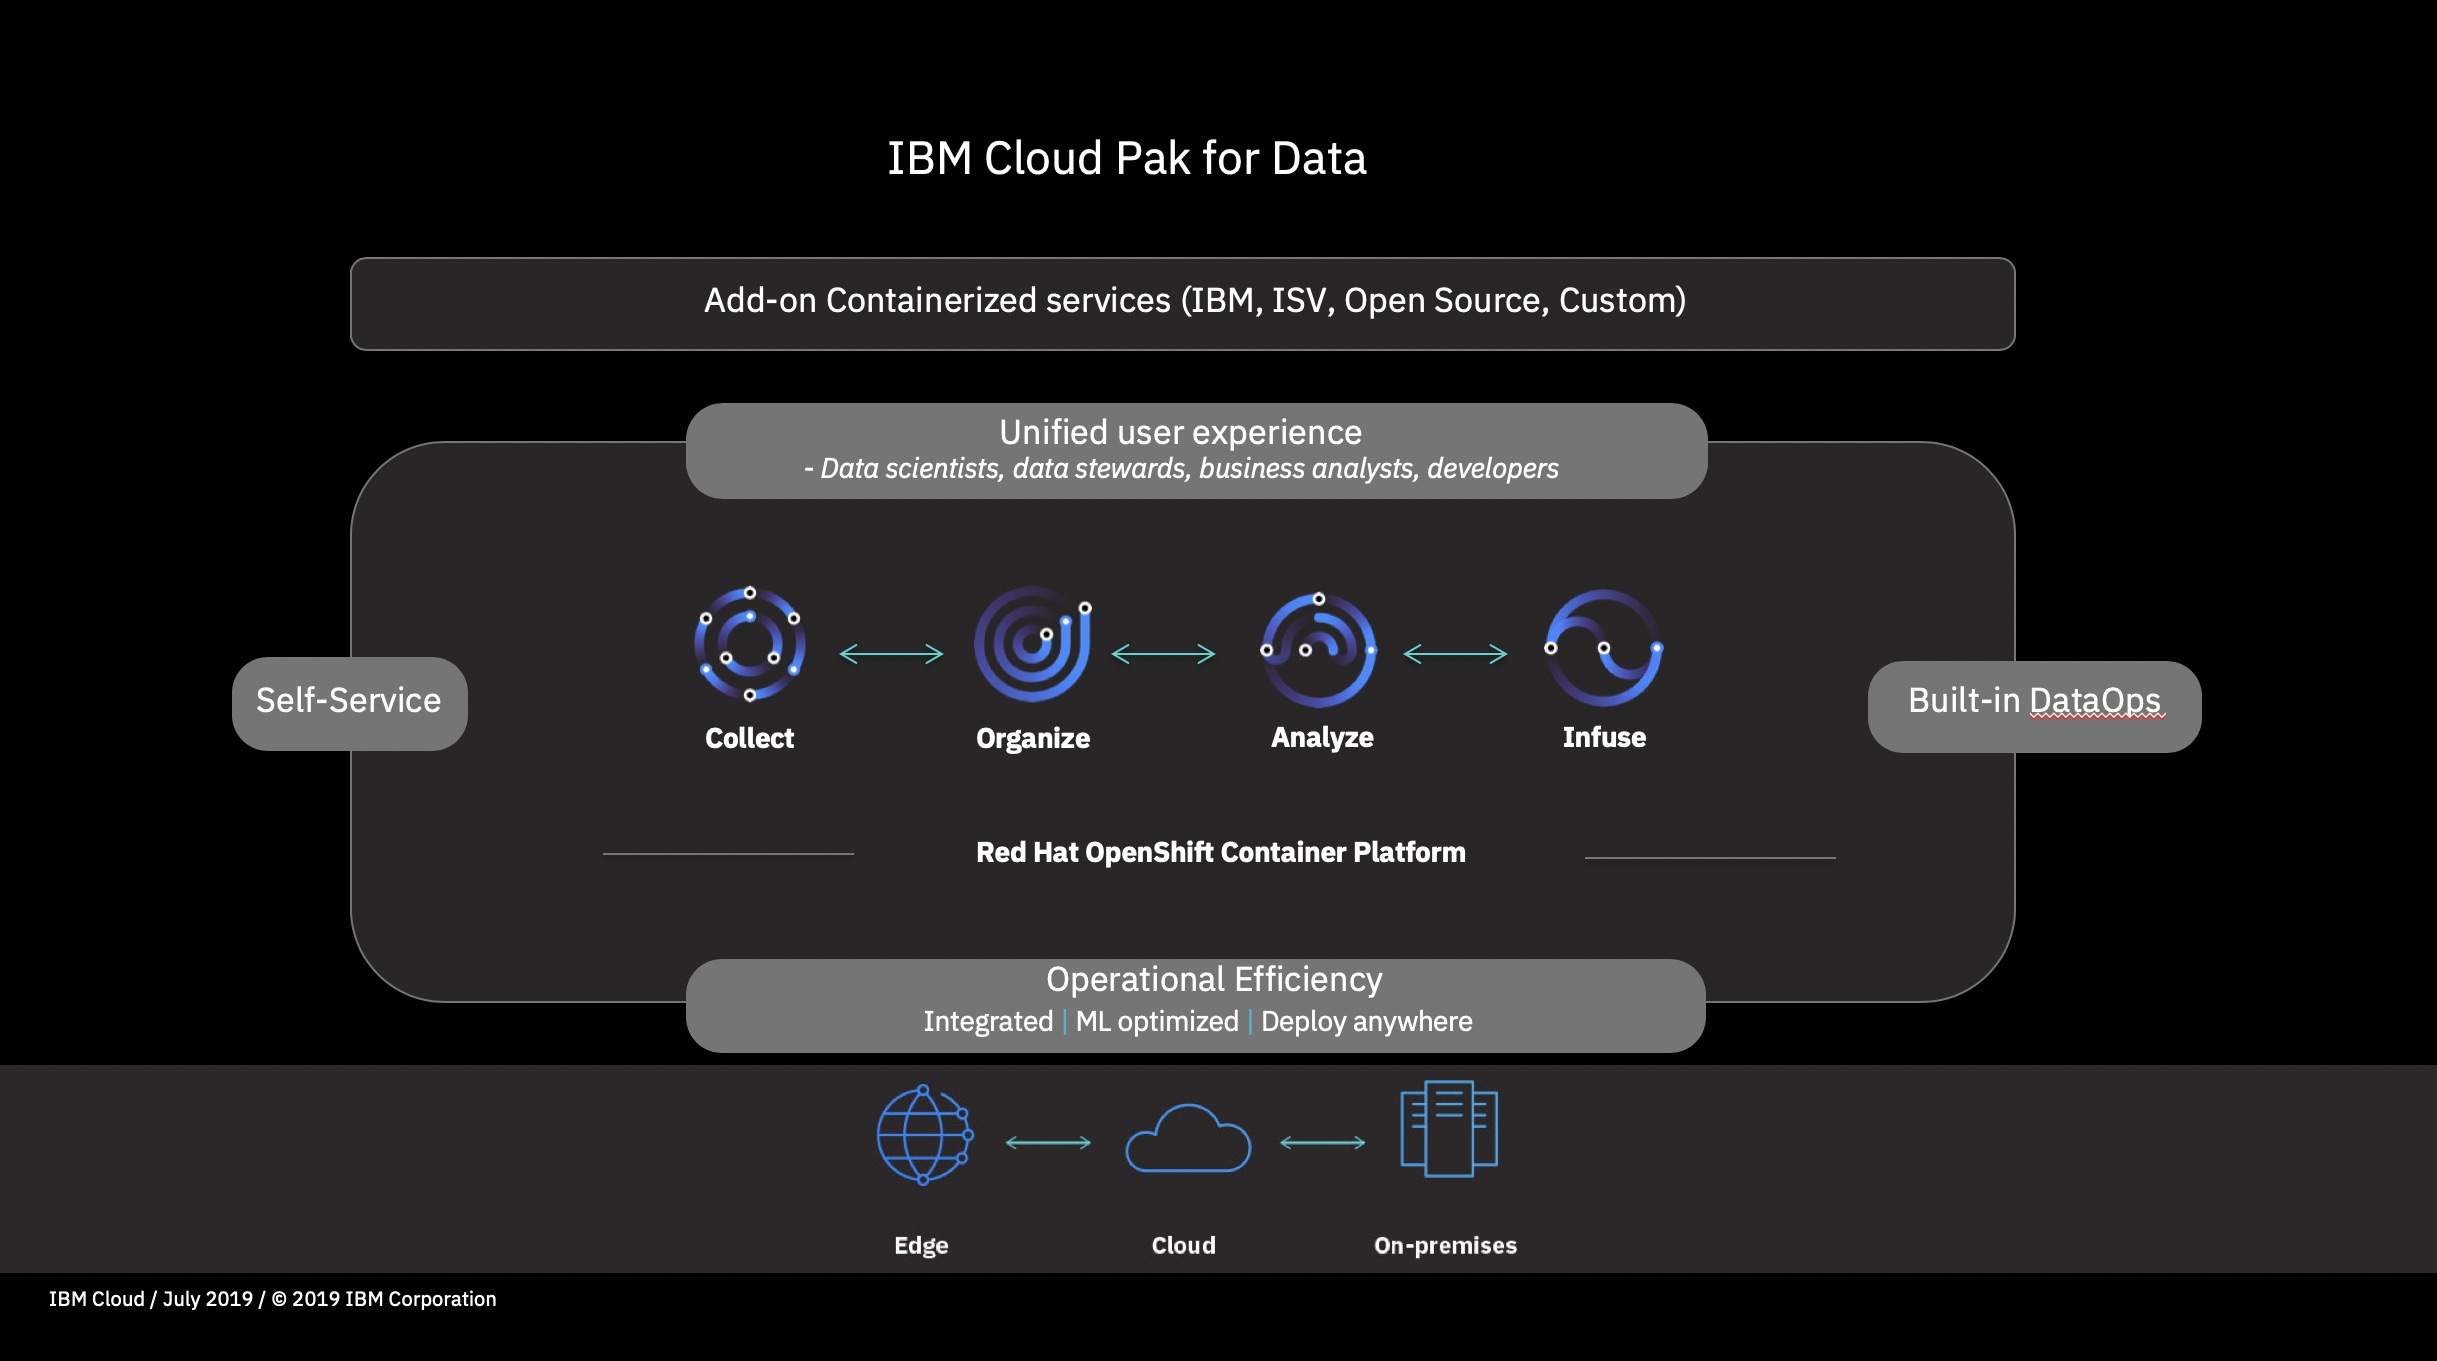 IBM Cloud Pak for Data
Add-on Containerized services (IBM, ISV, Open Source, Custom)
Unified user experience
- Data scientists, data stewards, business analysts, developers
Self-Service
Collect
Organize
Analyze
Infuse
Built-in DataOps
Red Hat OpenShift Container Platform
Operational Efficiency
Integrated | ML optimized | Deploy anywhere
Edge
Cloud
On-premises
IBM Cloud / July 2019 / © 2019 IBM Corporation